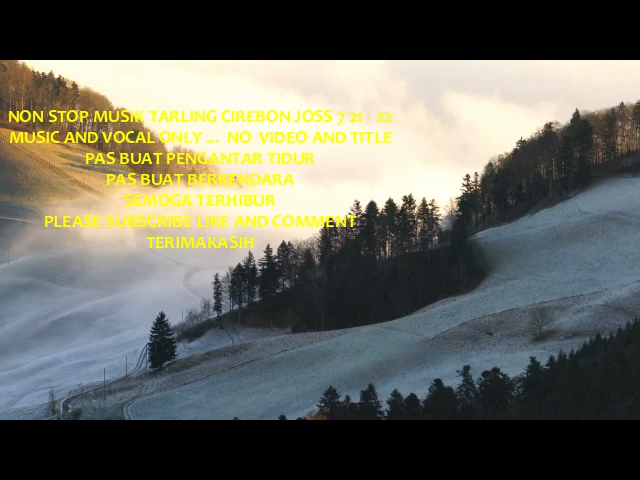 NON STOP MUSIK TARLING CIREBON JOSS 7 21 - 22
MUSIC AND VOCAL ONLY ... NO VIDEO AND TITLE
PAS BUAT PENGANTAR TIDUR
PAS BUAT BERKENDARA
SEMOGA TERHIBUR
PLEASE SUBSCRIBE LIKE AND COMMENT
TERIMAKASIH